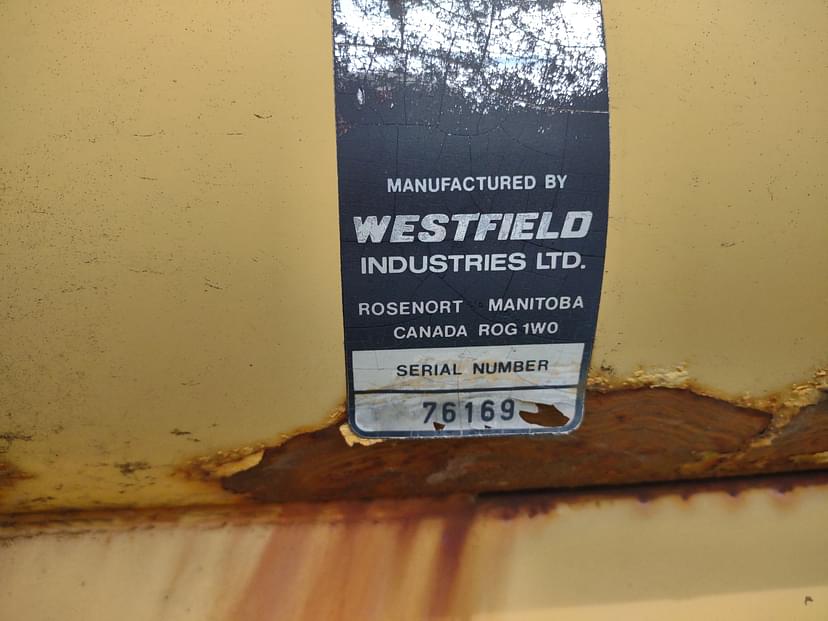 MANUFACTURED BY
WESTFIELD
INDUSTRIES LTD.
ROSENORT MANITOBA
CANADA ROG 1WO
SERIAL NUMBER
76169